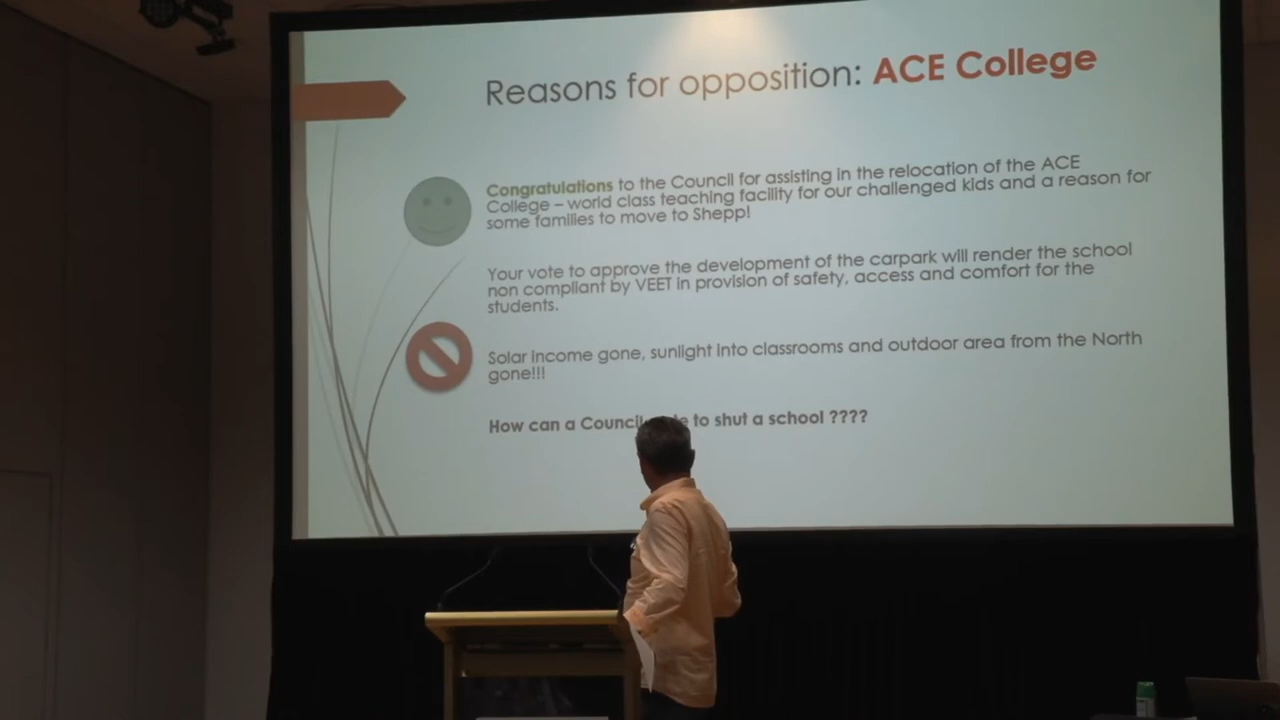 Reasons for opposition: ACE College
Congratulations to the Council for assisting in the relocation of the ACE
College – world class teaching facility for our challenged kids and a reason for
some families to move to Shepp!
Your vote to approve the development of the carpark will render the school
non compliant by VEET in provision of safety, access and comfort for the
students.
Solar income gone, sunlight into classrooms and outdoor area from the North
gone!!!
How can a Council to shut a school ????